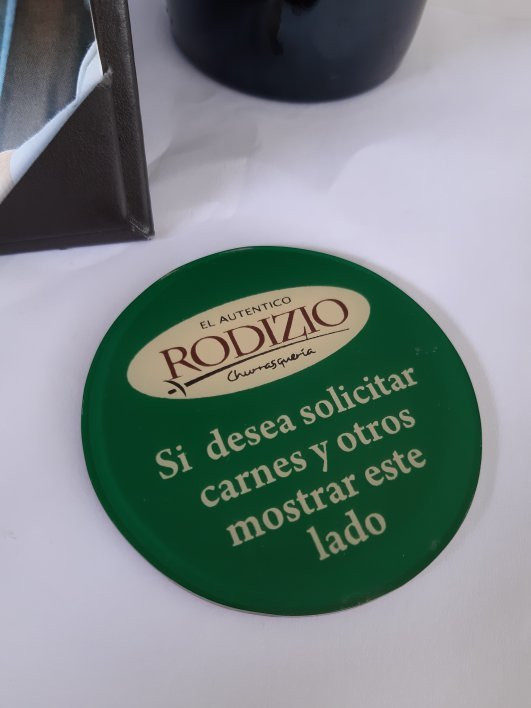 EL AUTENTICO
RODIZIO
Churrasquería
Si desea solicitar
carnes y otros
mostrar este
lado